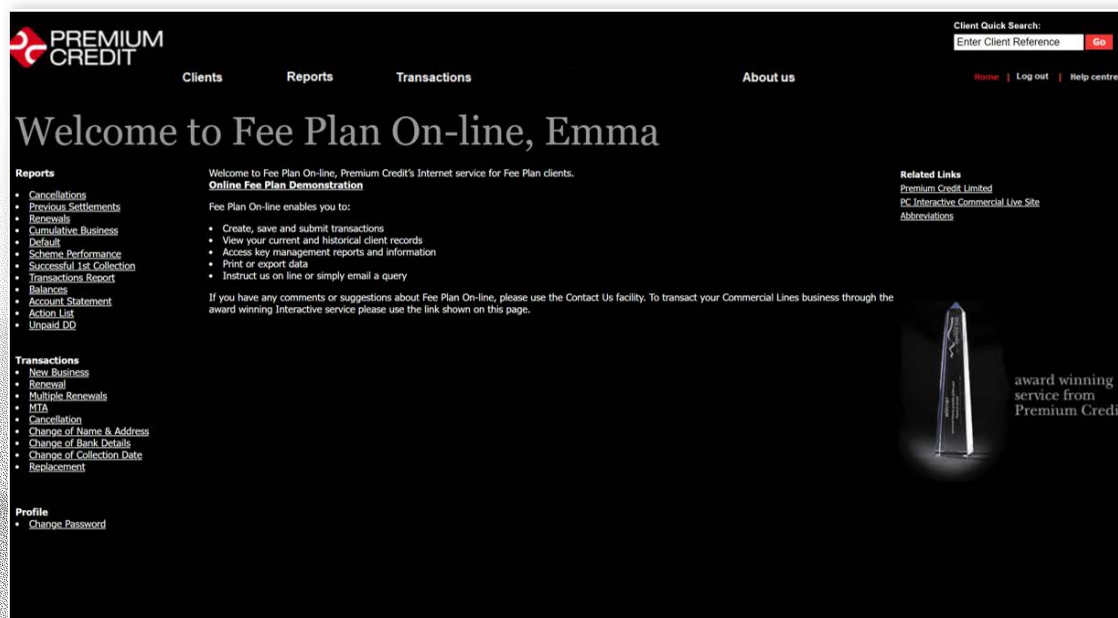 PREMIUM
CREDIT
Client Quick Search:
Enter Client Reference Go
Clients Reports Transactions About us
Home | Log out | Help centre
Welcome to Fee Plan On-line, Emma
Reports
• Cancellations
• Previous Settlements
• Renewals
• Cumulative Business
• Default
• Scheme Performance
• Successful 1st Collection
• Transactions Report
• Balances
• Account Statement
• Action List
• Unpaid DD
Transactions
• New Business
• Renewal
• Multiple Renewals
• MTA
• Cancellation
• Change of Name & Address
• Change of Bank Details
• Change of Collection Date
• Replacement
Profile
• Change Password
Welcome to Fee Plan On-line, Premium Credit's Internet service for Fee Plan clients.
Online Fee Plan Demonstration
Fee Plan On-line enables you to:
• Create, save and submit transactions
• View your current and historical client records
• Access key management reports and information
• Print or export data
• Instruct us on line or simply email a query
If you have any comments or suggestions about Fee Plan On-line, please use the Contact Us facility. To transact your Commercial Lines business through the
award winning Interactive service please use the link shown on this page.
Related Links
Premium Credit Limited
PC Interactive Commercial Live Site
Abbreviations
award winning
service from
Premium Credi